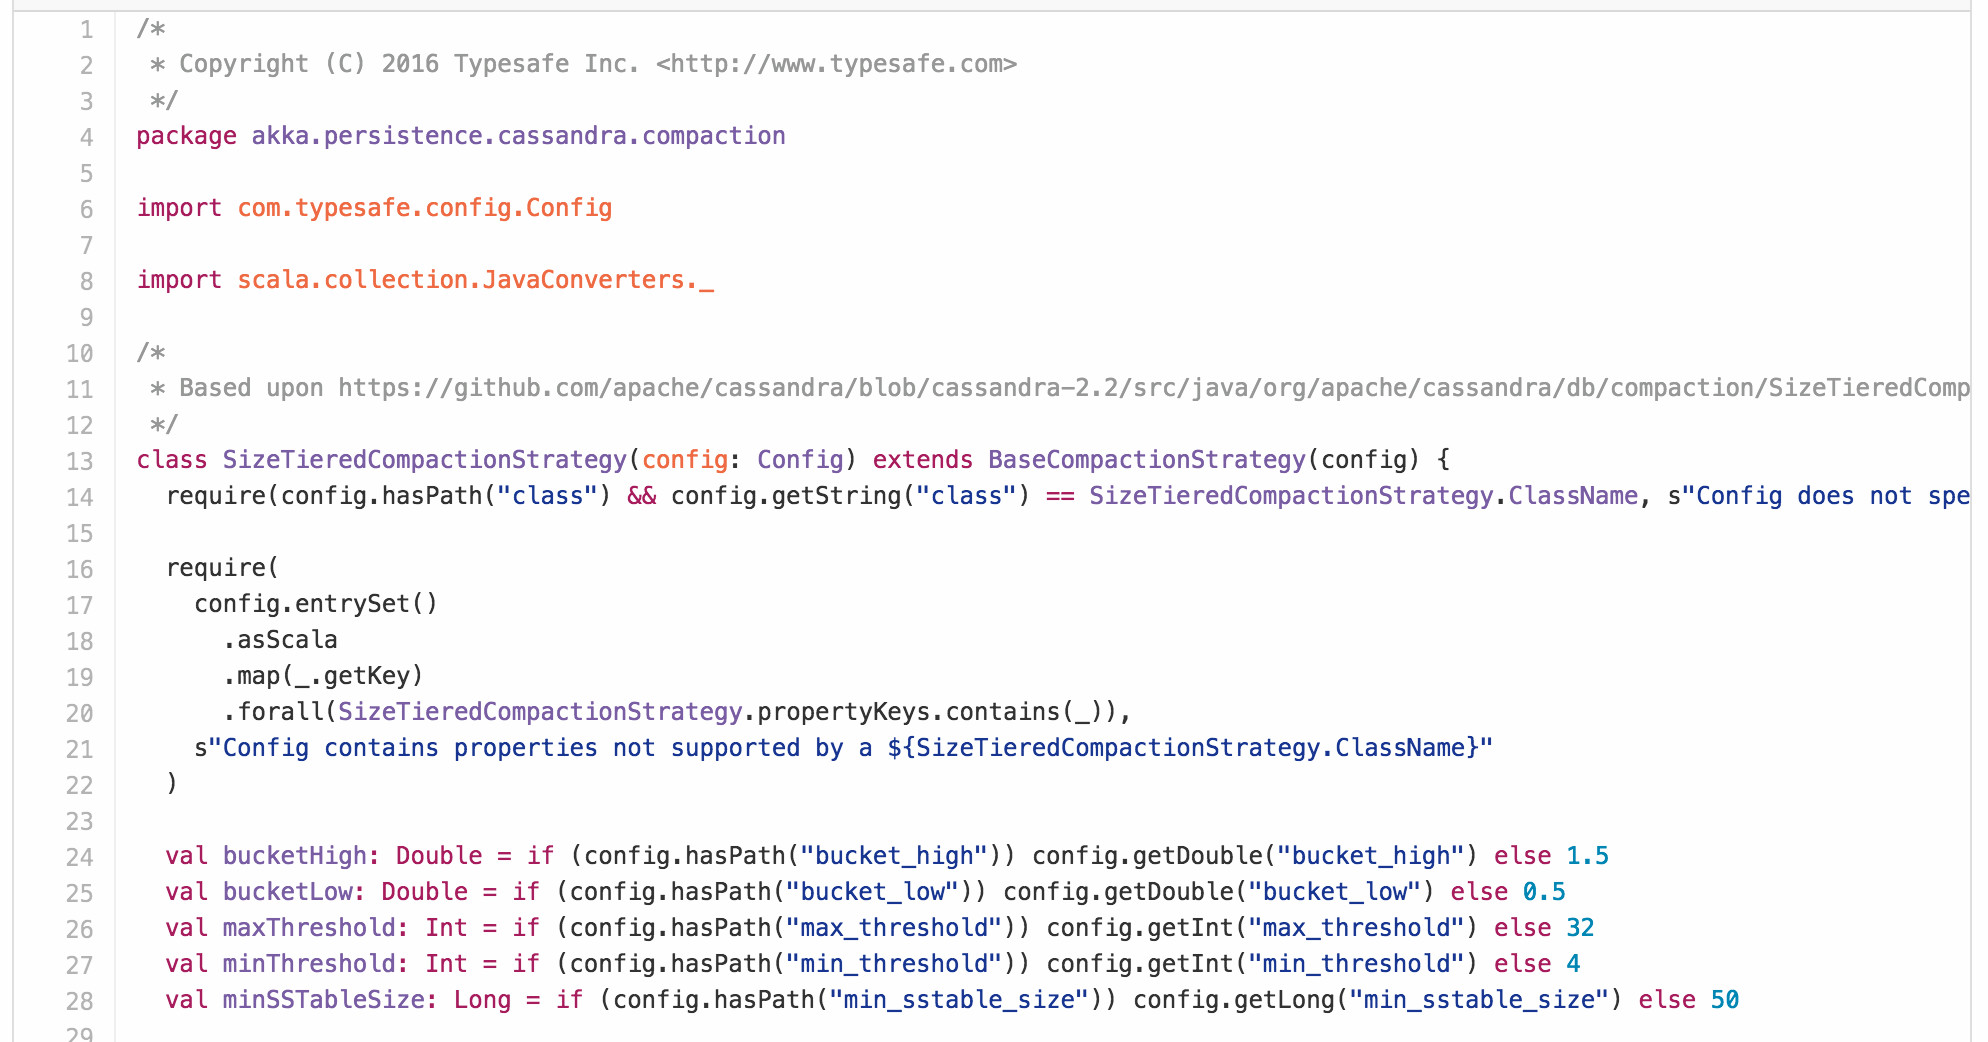 1 /*
2  * Copyright (C) 2016 Typesafe Inc. <http://www.typesafe.com>
3  */
4 package akka.persistence.cassandra.compaction
5
6 import com.typesafe.config.Config
7
8 import scala.collection.JavaConverters._
9
10 /*
11  * Based upon https://github.com/apache/cassandra/blob/cassandra-2.2/src/java/org/apache/cassandra/db/compaction/SizeTieredComp
12  */
13 class SizeTieredCompactionStrategy(config: Config) extends BaseCompactionStrategy(config) {
14   require(config.hasPath("class") && config.getString("class") == SizeTieredCompactionStrategy.ClassName, s"Config does not spe
15
16   require(
17     config.entrySet()
18       .asScala
19       .map(_.getKey)
20       .forall(SizeTieredCompactionStrategy.propertyKeys.contains(_)),
21     s"Config contains properties not supported by a ${SizeTieredCompactionStrategy.ClassName}"
22   )
23
24   val bucketHigh: Double = if (config.hasPath("bucket_high")) config.getDouble("bucket_high") else 1.5
25   val bucketLow: Double = if (config.hasPath("bucket_low")) config.getDouble("bucket_low") else 0.5
26   val maxThreshold: Int = if (config.hasPath("max_threshold")) config.getInt("max_threshold") else 32
27   val minThreshold: Int = if (config.hasPath("min_threshold")) config.getInt("min_threshold") else 4
28   val minSSTableSize: Long = if (config.hasPath("min_sstable_size")) config.getLong("min_sstable_size") else 50
29